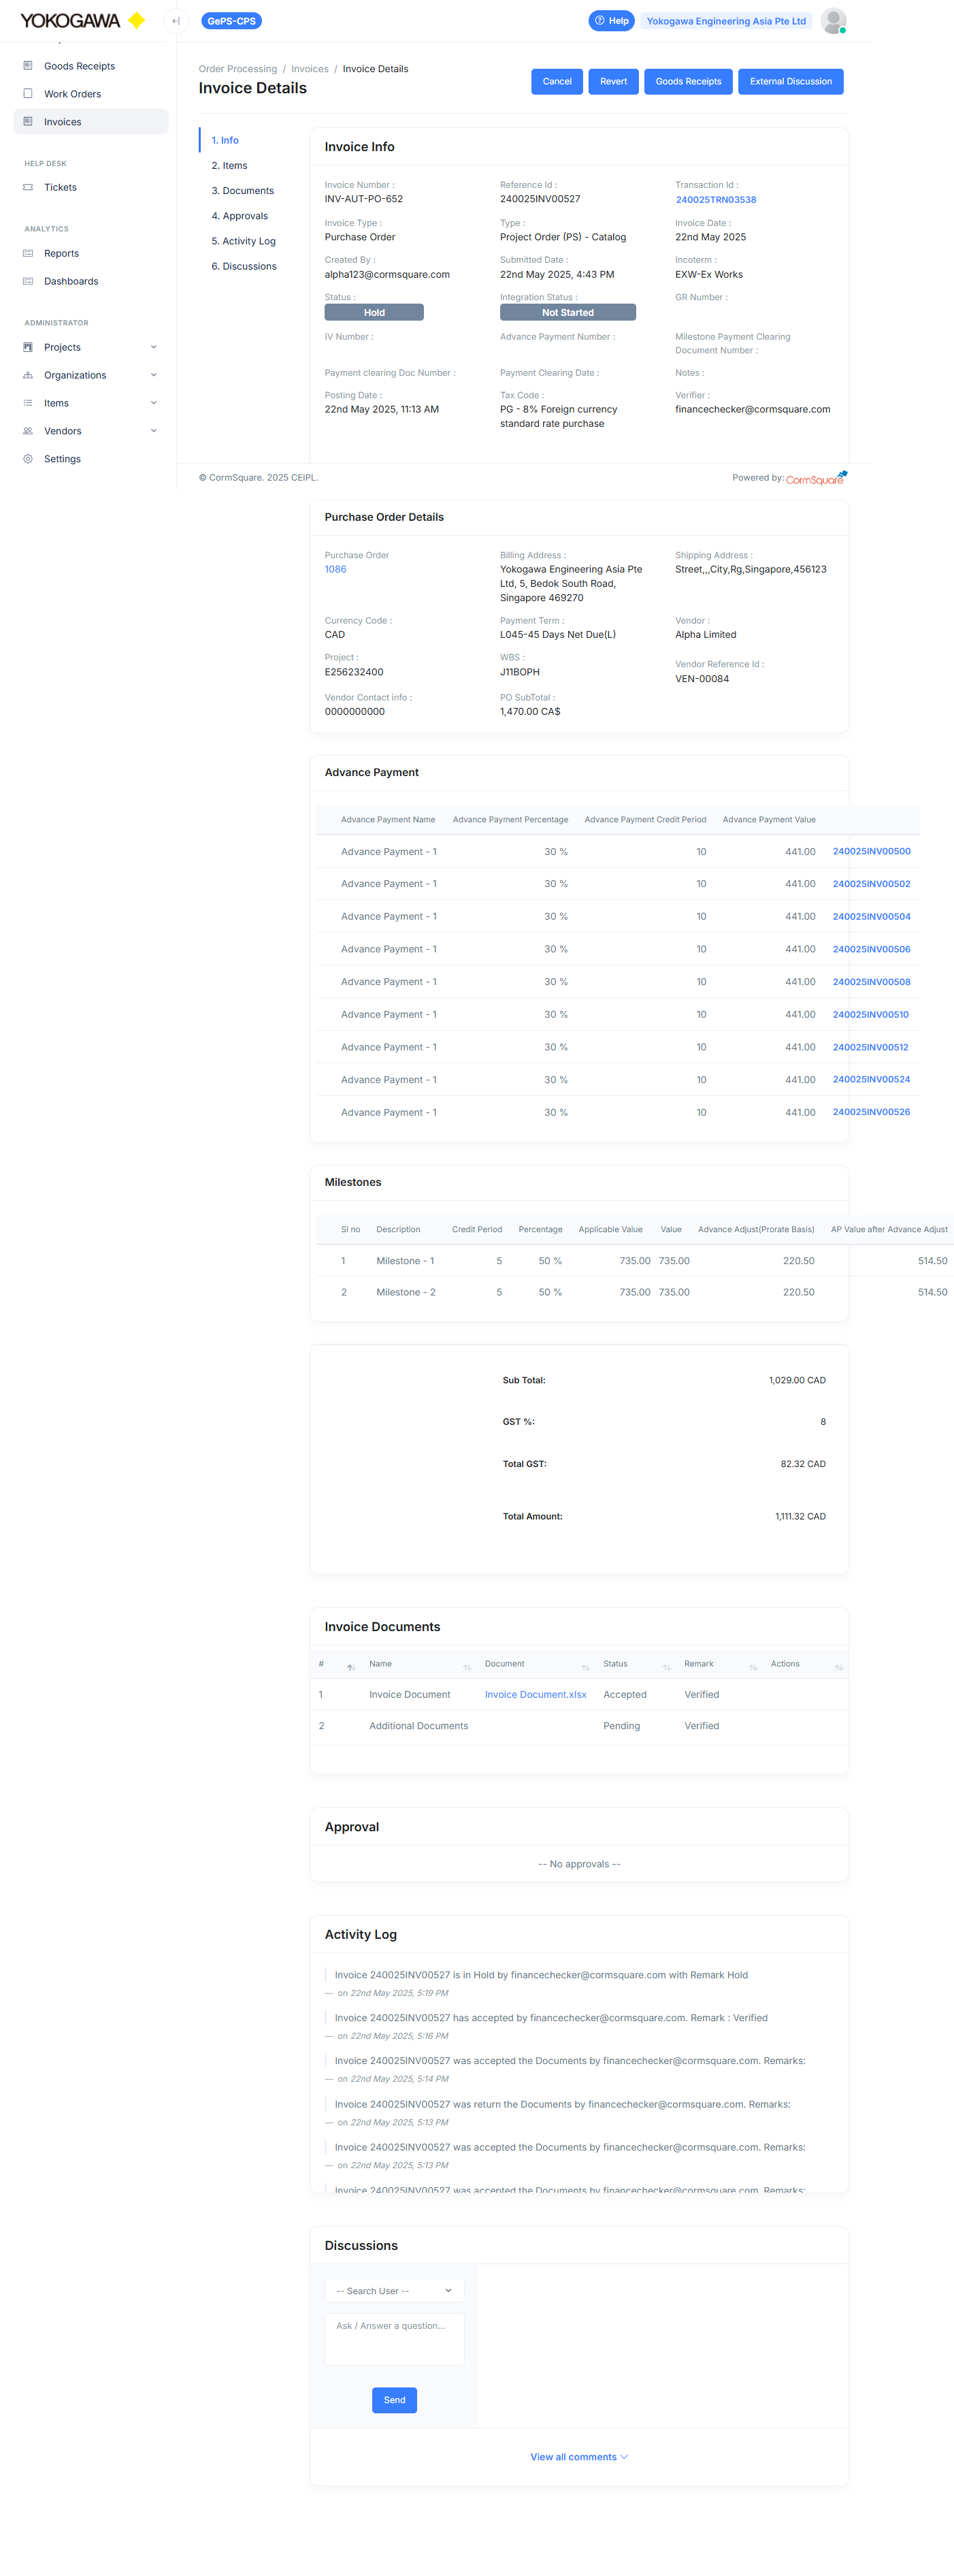 YOKOGAWA
GePS-CPS
Help
Yokogawa Engineering Asia Pte Ltd
Goods Receipts
Work Orders
Invoices
HELP DESK
Tickets
ANALYTICS
Reports
Dashboards
ADMINISTRATOR
Projects
Organizations
Items
Vendors
Settings
Order Processing / Invoices / Invoice Details
Invoice Details
Cancel Revert Goods Receipts External Discussion
1. Info
2. Items
3. Documents
4. Approvals
5. Activity Log
6. Discussions
Invoice Info
Invoice Number : Reference Id : Transaction Id :
INV-AUT-PO-652 240025INV00527 240025TRN03538
Invoice Type : Type : Invoice Date :
Purchase Order Project Order (PS) - Catalog 22nd May 2025
Created By : Submitted Date : Incoterm :
alpha123@cormsquare.com 22nd May 2025, 4:43 PM EXW-Ex Works
Status : Integration Status : GR Number :
Hold Not Started
IV Number : Advance Payment Number : Milestone Payment Clearing
Document Number :
Payment clearing Doc Number : Payment Clearing Date : Notes :
Posting Date : Tax Code : Verifier :
22nd May 2025, 11:13 AM PG - 8% Foreign currency financechecker@cormsquare.com
standard rate purchase
© CormSquare. 2025 CEIPL. Powered by: CormSquare
Purchase Order Details
Purchase Order Billing Address : Shipping Address :
1086 Yokogawa Engineering Asia Pte Street,,,City,Rg,Singapore,456123
Ltd, 5, Bedok South Road,
Singapore 469270
Currency Code : Payment Term : Vendor :
CAD L045-45 Days Net Due(L) Alpha Limited
Project : WBS : Vendor Reference Id :
E256232400 J11BOPH VEN-00084
Vendor Contact info : PO SubTotal :
0000000000 1,470.00 CA$
Advance Payment
Advance Payment Name Advance Payment Percentage Advance Payment Credit Period Advance Payment Value
Advance Payment - 1 30 % 10 441.00 240025INV00500
Advance Payment - 1 30 % 10 441.00 240025INV00502
Advance Payment - 1 30 % 10 441.00 240025INV00504
Advance Payment - 1 30 % 10 441.00 240025INV00506
Advance Payment - 1 30 % 10 441.00 240025INV00508
Advance Payment - 1 30 % 10 441.00 240025INV00510
Advance Payment - 1 30 % 10 441.00 240025INV00512
Advance Payment - 1 30 % 10 441.00 240025INV00524
Advance Payment - 1 30 % 10 441.00 240025INV00526
Milestones
Sl no Description Credit Period Percentage Applicable Value Value Advance Adjust(Prorate Basis) AP Value after Advance Adjust
1 Milestone - 1 5 50 % 735.00 735.00 220.50 514.50
2 Milestone - 2 5 50 % 735.00 735.00 220.50 514.50
Sub Total: 1,029.00 CAD
GST %: 8
Total GST: 82.32 CAD
Total Amount: 1,111.32 CAD
Invoice Documents
# Name Document Status Remark Actions
1 Invoice Document Invoice Document.xlsx Accepted Verified
2 Additional Documents Pending Verified
Approval
-- No approvals --
Activity Log
Invoice 240025INV00527 is in Hold by financechecker@cormsquare.com with Remark Hold
— on 22nd May 2025, 5:19 PM
Invoice 240025INV00527 has accepted by financechecker@cormsquare.com. Remark : Verified
— on 22nd May 2025, 5:16 PM
Invoice 240025INV00527 was accepted the Documents by financechecker@cormsquare.com. Remarks:
— on 22nd May 2025, 5:14 PM
Invoice 240025INV00527 was return the Documents by financechecker@cormsquare.com. Remarks:
— on 22nd May 2025, 5:13 PM
Invoice 240025INV00527 was accepted the Documents by financechecker@cormsquare.com. Remarks:
— on 22nd May 2025, 5:13 PM
Invoice 240025INV00527 was accepted the Documents by financechecker@cormsquare.com. Remarks:
Discussions
-- Search User --
Ask / Answer a question...
Send
View all comments